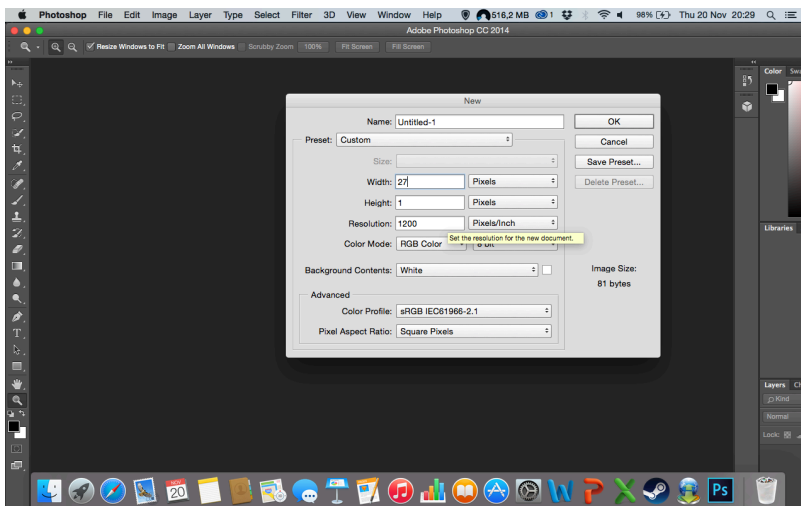 Photoshop File Edit Image Layer Type Select Filter 3D View Window Help 516,2 MB 1 98% Thu 20 Nov 20:29
Adobe Photoshop CC 2014
Resize Windows to Fit Zoom All Windows Scrubby Zoom 100% Fit Screen Fill Screen
Color Swa
New
Name: Untitled-1 OK
Preset: Custom Cancel
Size: Save Preset...
Width: 27 Pixels Delete Preset...
Height: 1 Pixels
Resolution: 1200 Pixels/Inch
Set the resolution for the new document.
Libraries
Color Mode: RGB Color 8 bit
Background Contents: White Image Size:
81 bytes
Advanced
Color Profile: sRGB IEC61966-2.1
Pixel Aspect Ratio: Square Pixels
Layers Ch
Kind
Normal
Lock:
NOV
20
W P X Ps